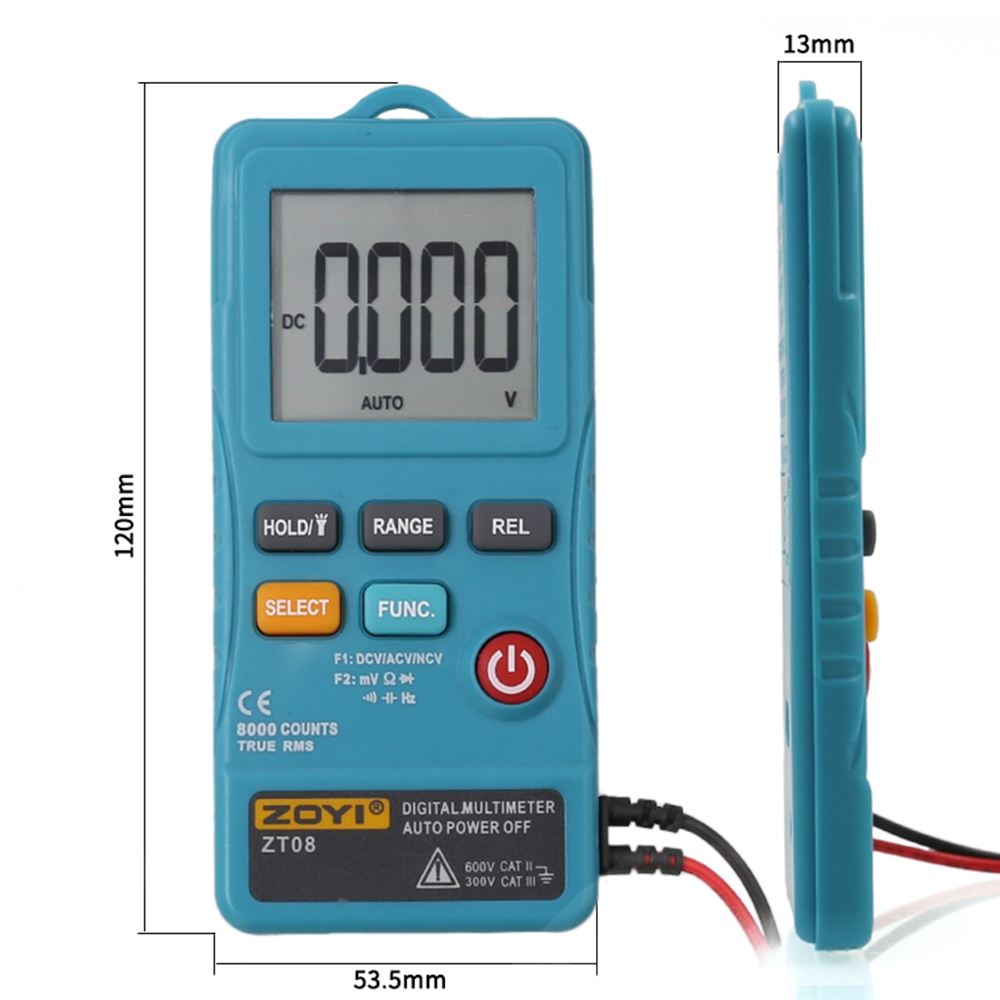 13mm
0.000
DC
AUTO V
120mm
HOLD/ RANGE REL
SELECT FUNC.
F1: DCV/ACV/NCV
F2: mV Ω
Hz
CE
8000 COUNTS
TRUE RMS
ZOYI®
ZT08
DIGITAL.MULTIMETER
AUTO POWER OFF
600V CAT II
300V CAT III
53.5mm